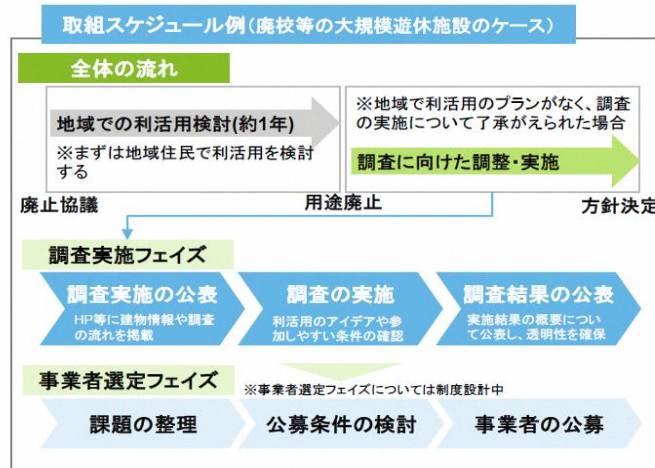 取組スケジュール例(廃校等の大規模遊休施設のケース)
全体の流れ
地域での利活用検討(約1年)
※まずは地域住民で利活用を検討
する
※地域で利活用のプランがなく、調査
の実施について了承がえられた場合
調査に向けた調整・実施
廃止協議
用途廃止
方針決定
調査実施フェイズ
調査実施の公表
HP等に建物情報や調査
の流れを掲載
調査の実施
利活用のアイデアや参
加しやすい条件の確認
調査結果の公表
実施結果の概要につい
て公表し、透明性を確保
事業者選定フェイズ
※事業者選定フェイズについては制度設計中
課題の整理
公募条件の検討
事業者の公募